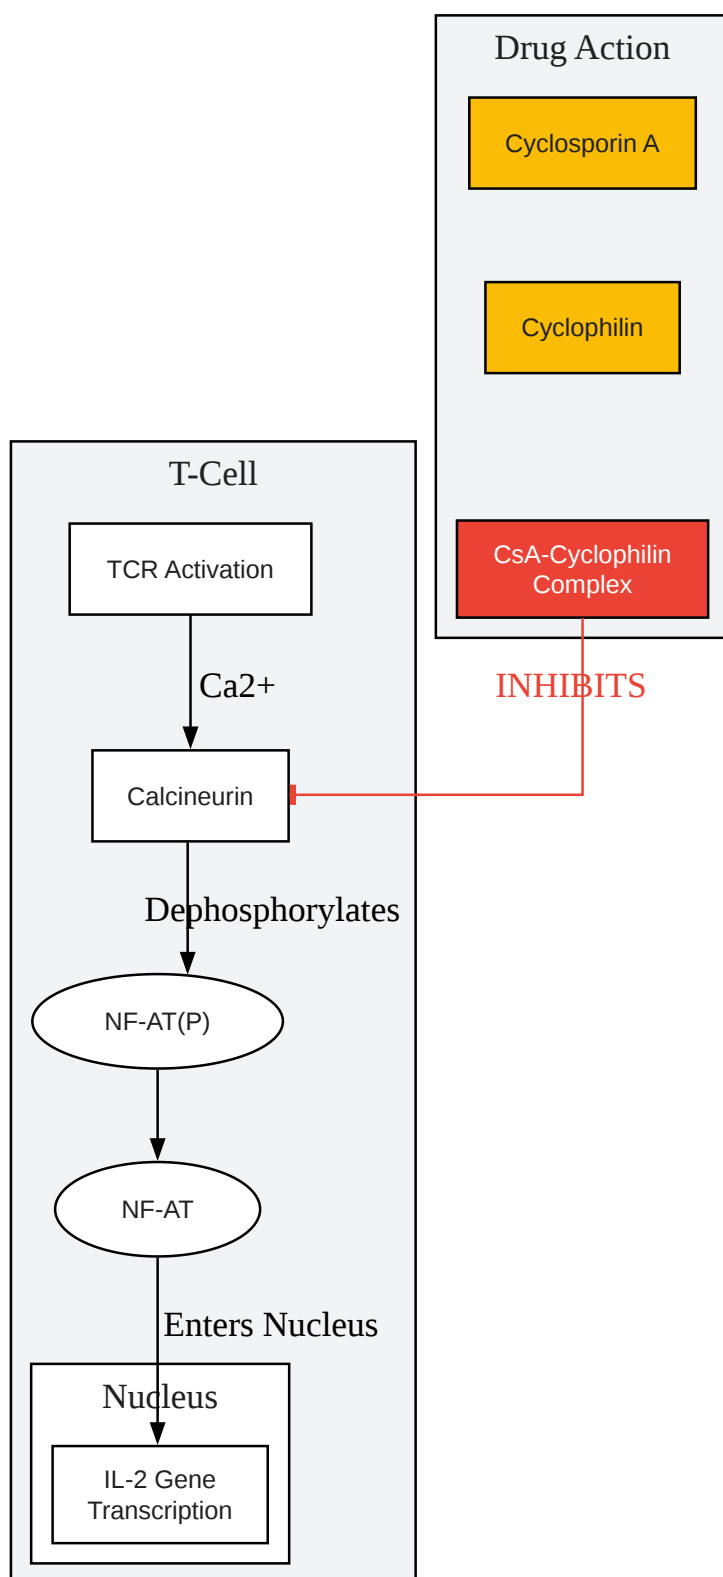 Drug Action
Cyclosporin A
Cyclophilin
CsA-Cyclophilin
Complex
INHIBITS
T-Cell
TCR Activation
Ca2+
Calcineurin
Dephosphorylates
NF-AT(P)
NF-AT
Enters Nucleus
Nucleus
IL-2 Gene
Transcription